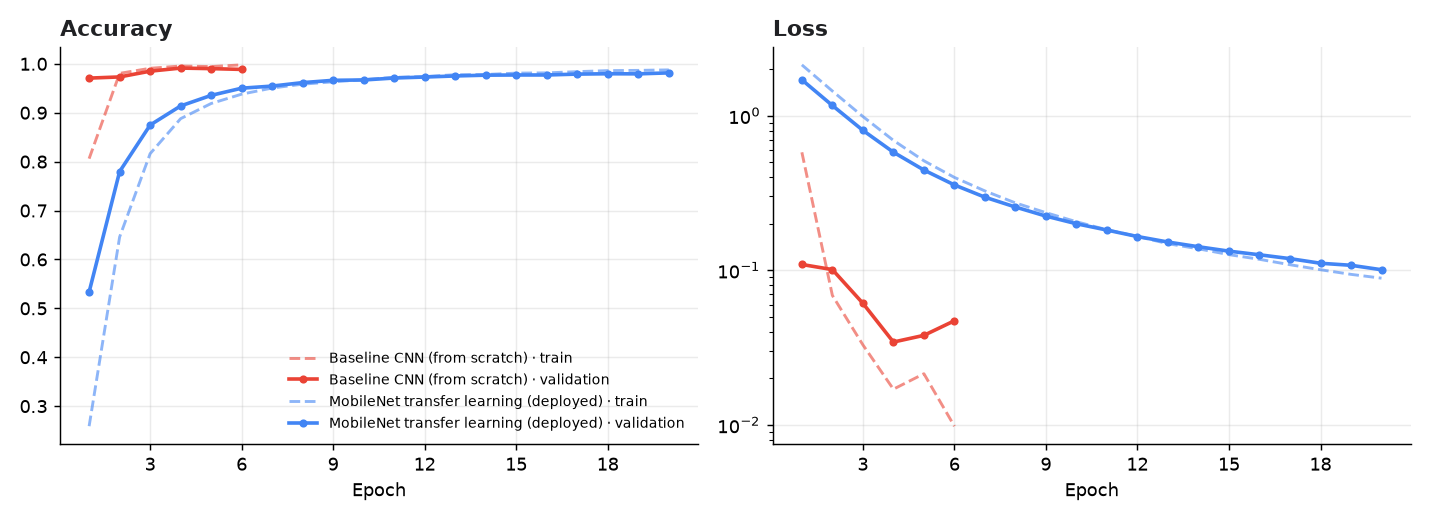 Accuracy
1.0
0.9
0.8
0.7
0.6
0.5
0.4
0.3
Baseline CNN (from scratch) · train
Baseline CNN (from scratch) · validation
MobileNet transfer learning (deployed) · train
MobileNet transfer learning (deployed) · validation
3 6 9 12 15 18
Epoch
Loss
10⁰
10⁻¹
10⁻²
3 6 9 12 15 18
Epoch